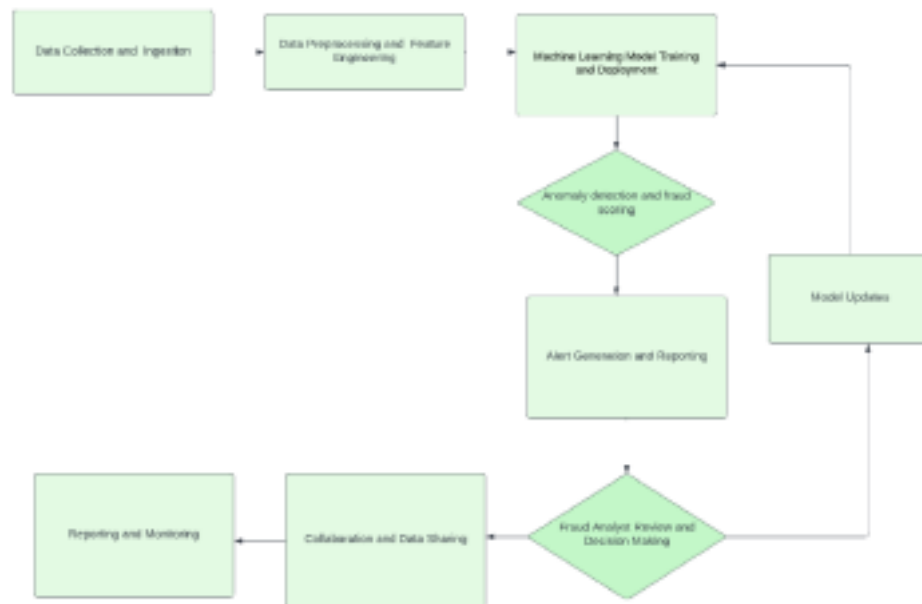 Data Collection and Ingestion
Data Preprocessing and Feature
Engineering
Machine Learning Model Training
and Deployment
Anomaly detection and fraud
scoring
Model Updates
Alert Generation and Reporting
Fraud Analyst Review and
Decision Making
Collaboration and Data Sharing
Reporting and Monitoring